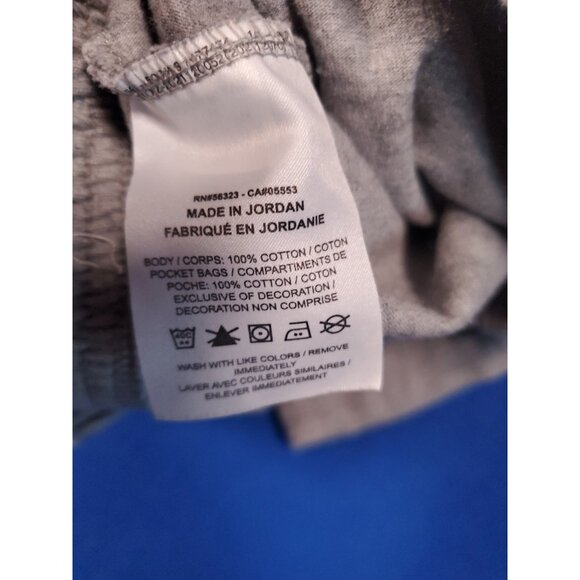 RN#56323 - CA#05553
MADE IN JORDAN
FABRIQUÉ EN JORDANIE
BODY / CORPS: 100% COTTON / COTON
POCKET BAGS / COMPARTIMENTS DE
POCHE: 100% COTTON / COTON
EXCLUSIVE OF DECORATION /
DECORATION NON COMPRISE
WASH WITH LIKE COLORS / REMOVE
IMMEDIATELY
LAVER AVEC COULEURS SIMILAIRES /
ENLEVER IMMEDIATEMENT